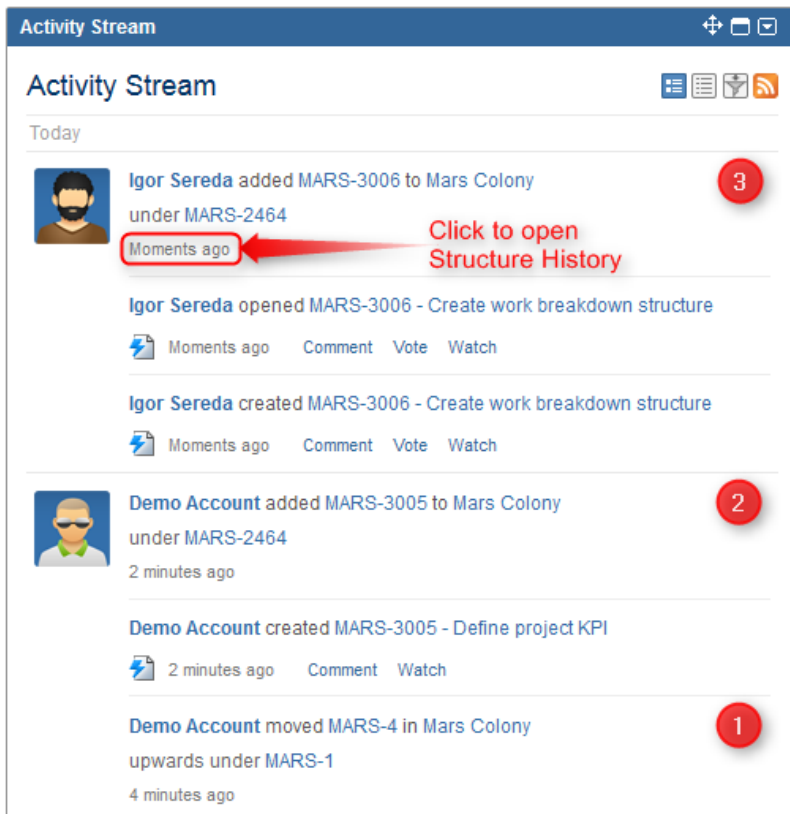 Activity Stream
Activity Stream
Today
Igor Sereda added MARS-3006 to Mars Colony
3
under MARS-2464
Moments ago
Click to open
Structure History
Igor Sereda opened MARS-3006 - Create work breakdown structure
Moments ago Comment Vote Watch
Igor Sereda created MARS-3006 - Create work breakdown structure
Moments ago Comment Vote Watch
Demo Account added MARS-3005 to Mars Colony
2
under MARS-2464
2 minutes ago
Demo Account created MARS-3005 - Define project KPI
2 minutes ago Comment Watch
Demo Account moved MARS-4 in Mars Colony
1
upwards under MARS-1
4 minutes ago